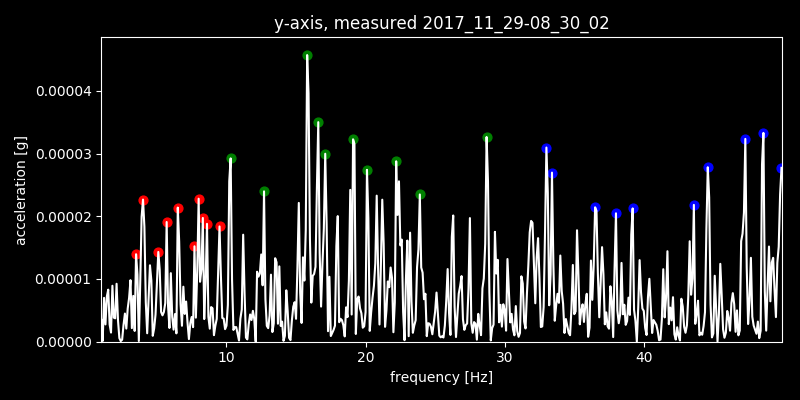 y-axis, measured 2017_11_29-08_30_02
acceleration [g]
0.00004
0.00003
0.00002
0.00001
0.00000
10 20 30 40
frequency [Hz]